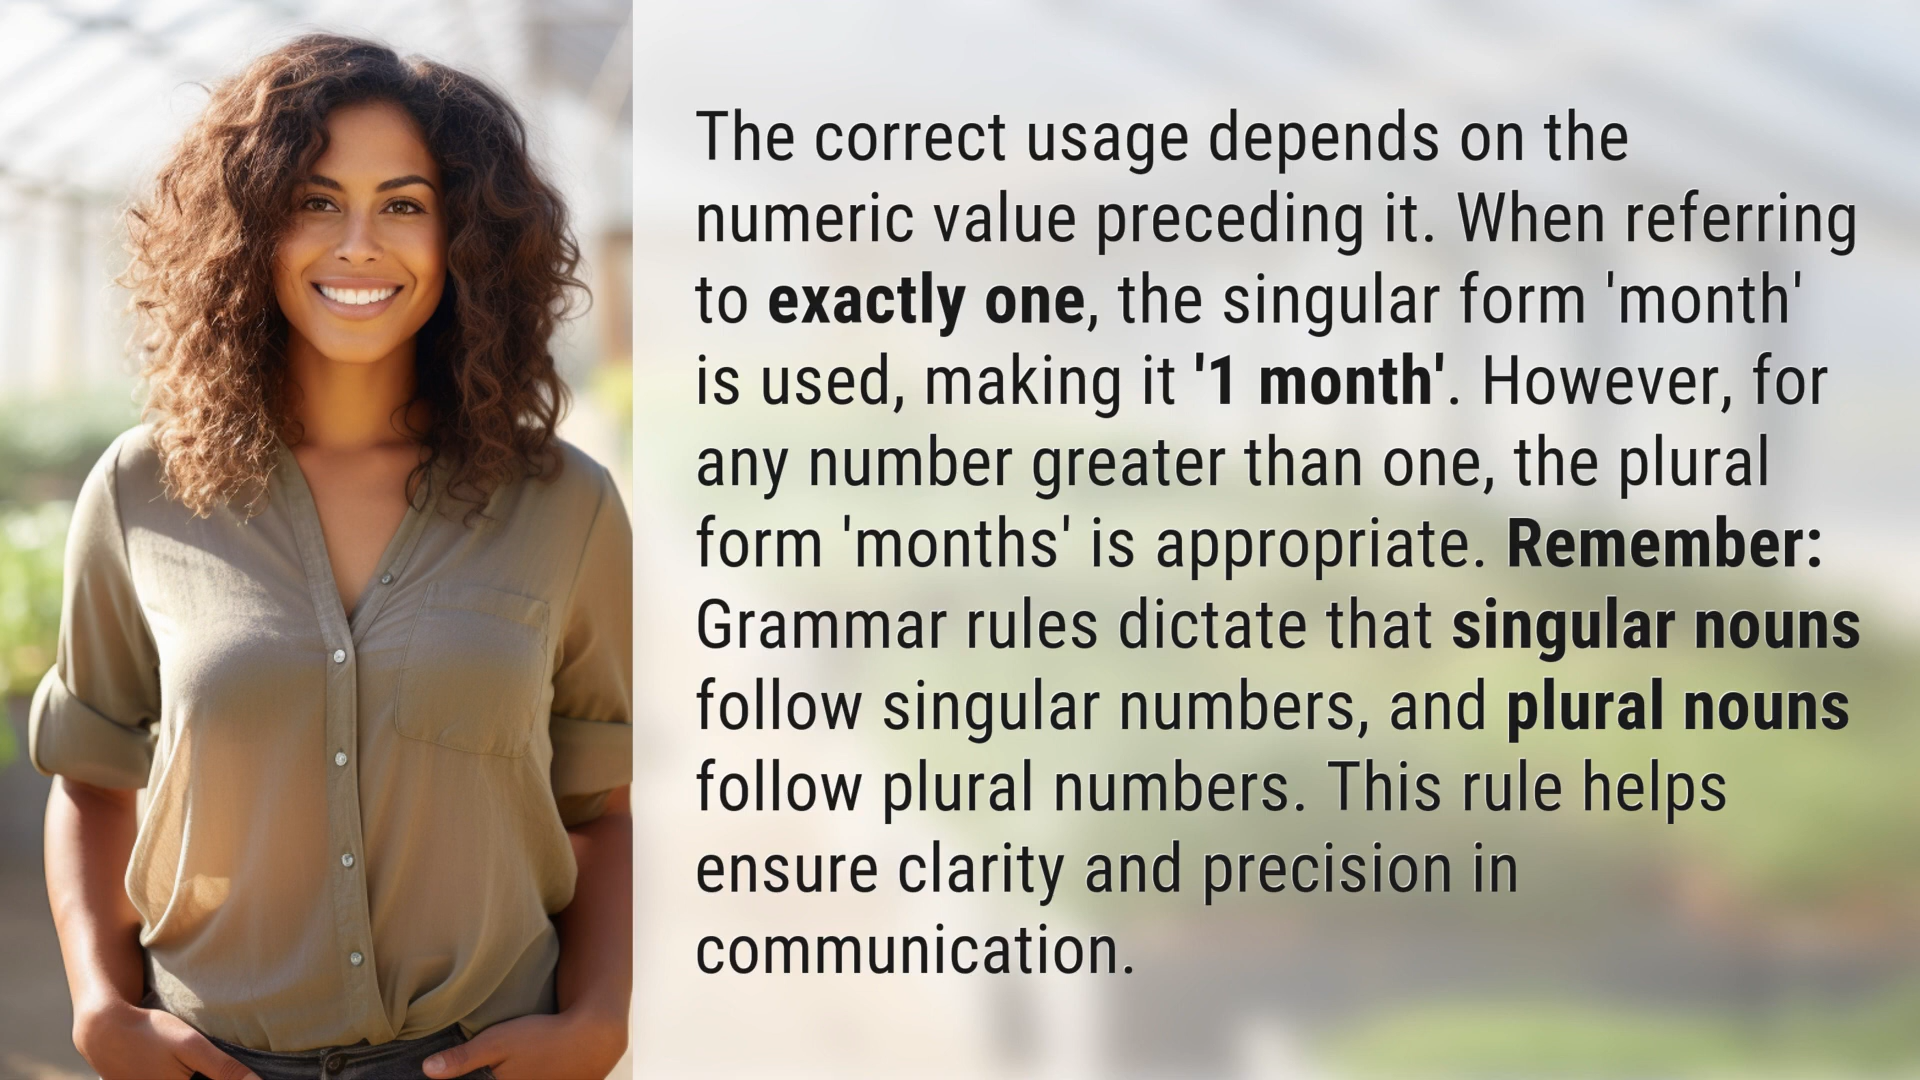 The correct usage depends on the
numeric value preceding it. When referring
to exactly one, the singular form 'month'
is used, making it '1 month'. However, for
any number greater than one, the plural
form 'months' is appropriate. Remember:
Grammar rules dictate that singular nouns
follow singular numbers, and plural nouns
follow plural numbers. This rule helps
ensure clarity and precision in
communication.